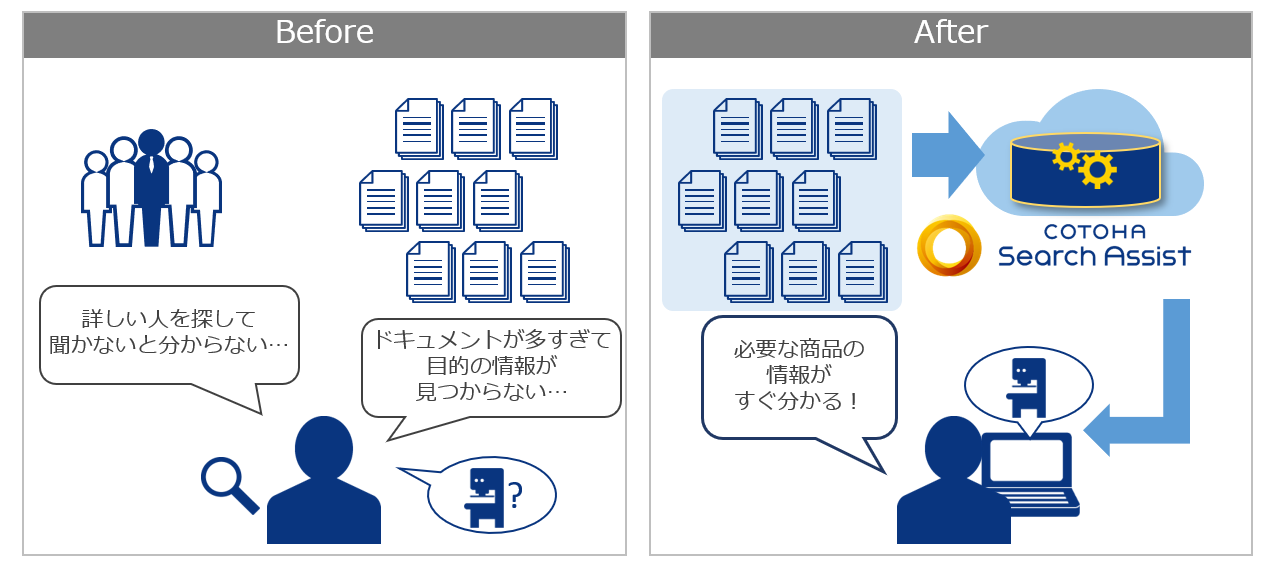 Before
詳しい人を探して
聞かないと分からない…
ドキュメントが多すぎて
目的の情報が
見つからない…
?
After
COTOHA
Search Assist
必要な商品の
情報が
すぐ分かる！